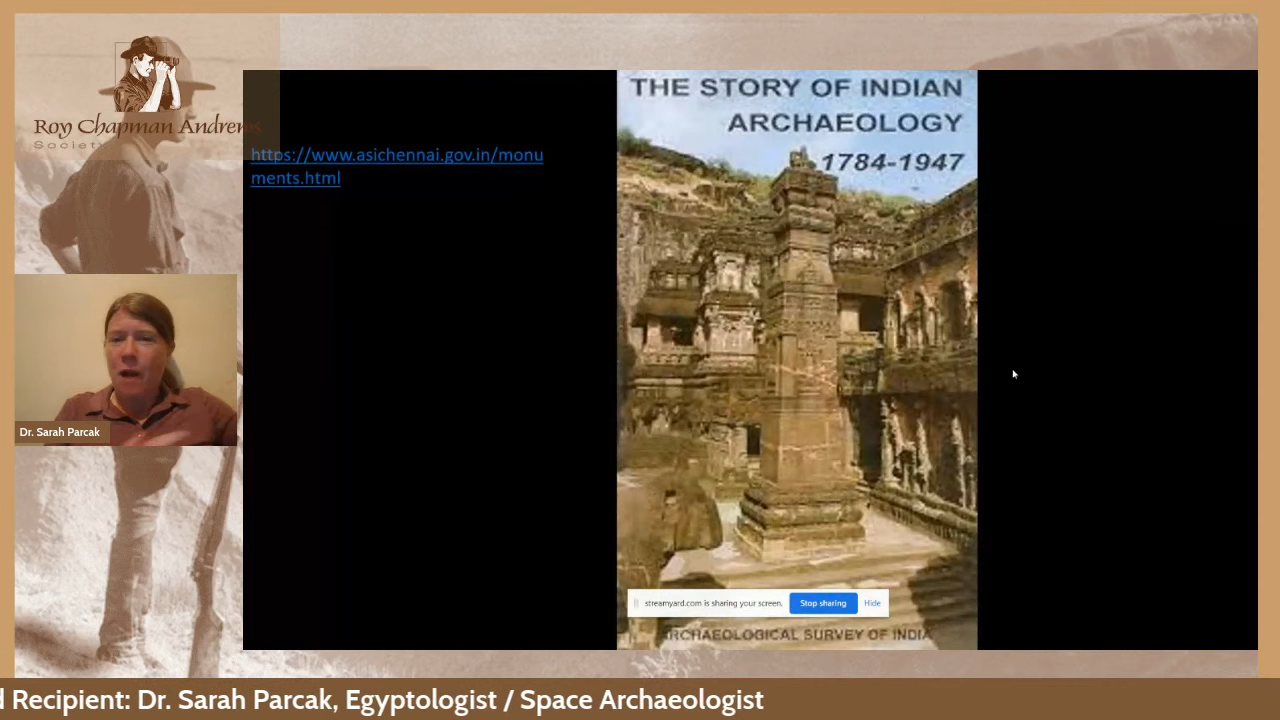 Roy Chapman Andrews
Society
https://www.asichennai.gov.in/monu
ments.html
THE STORY OF INDIAN
ARCHAEOLOGY
1784-1947
Dr. Sarah Parcak
streamyard.com is sharing your screen. Stop sharing Hide
ARCHAEOLOGICAL SURVEY OF INDIA
d Recipient: Dr. Sarah Parcak, Egyptologist / Space Archaeologist